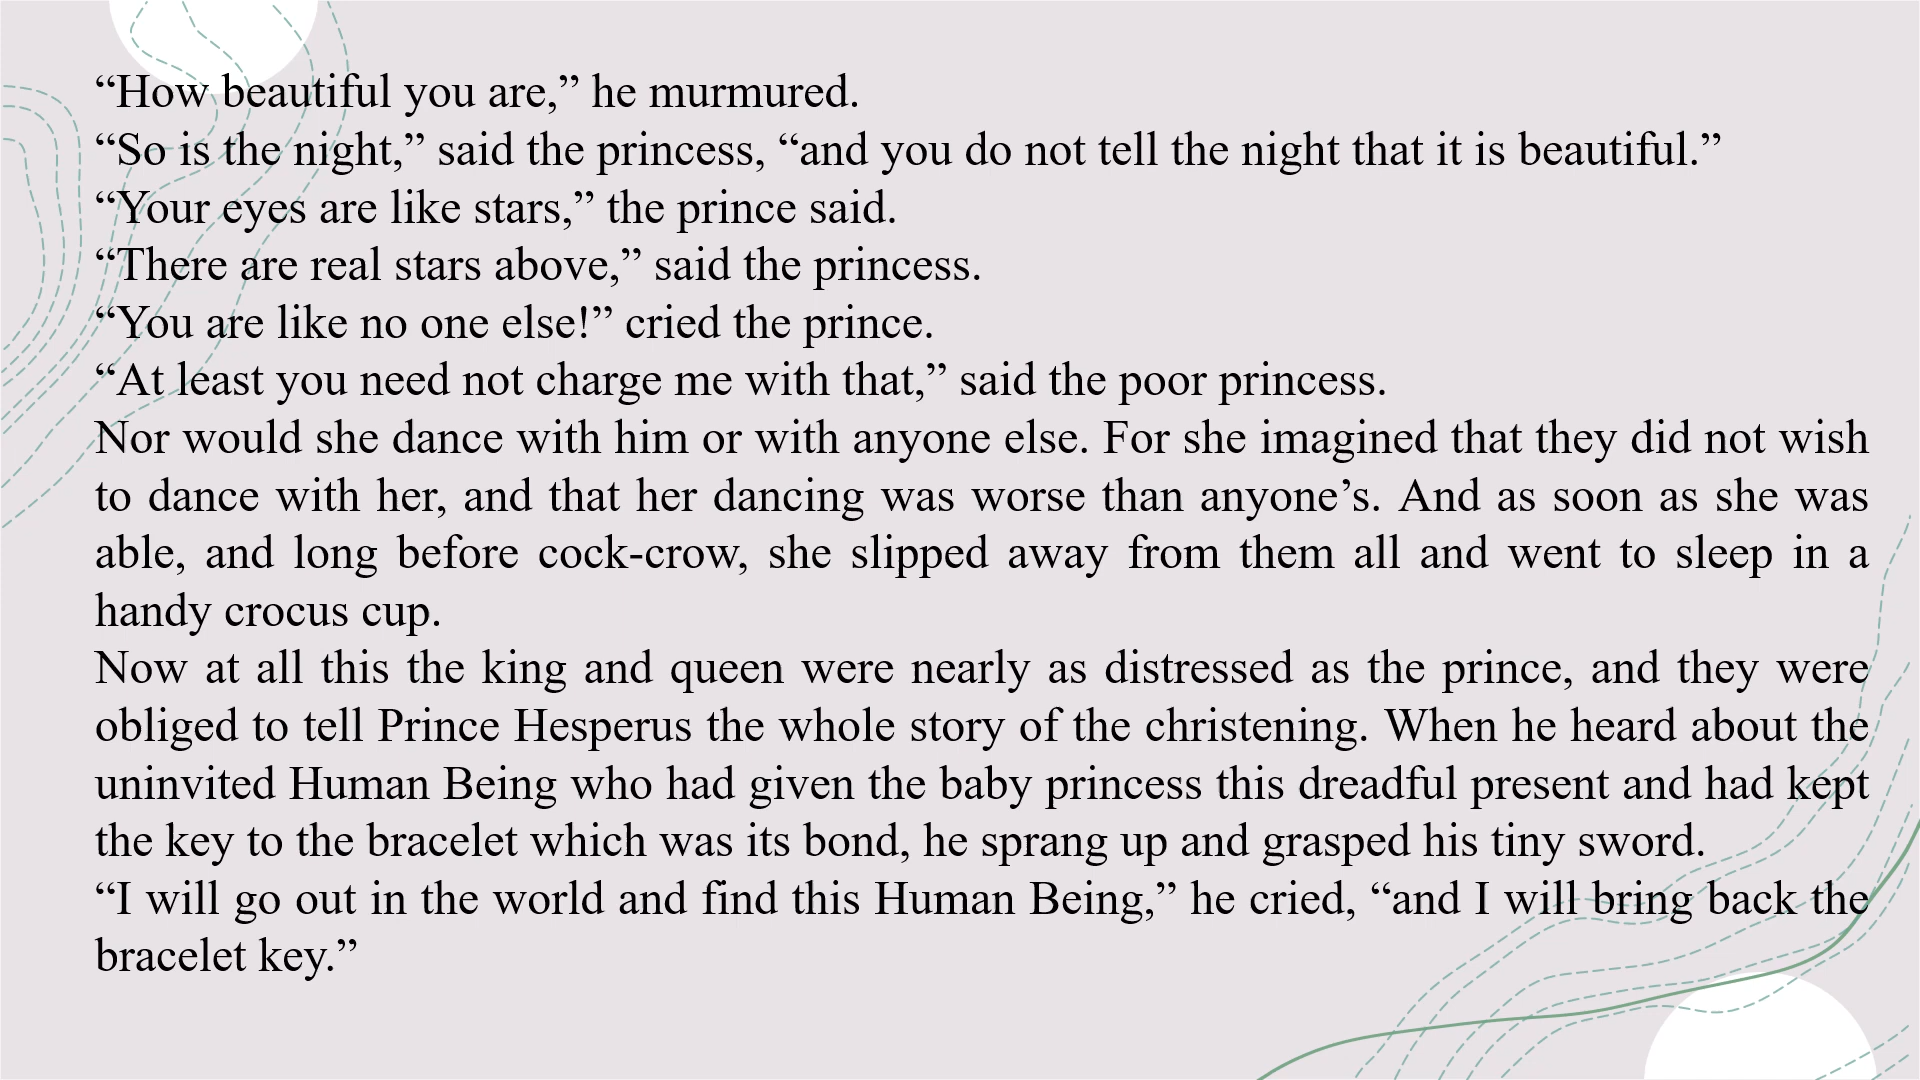 “How beautiful you are,” he murmured.
“So is the night,” said the princess, “and you do not tell the night that it is beautiful.”
“Your eyes are like stars,” the prince said.
“There are real stars above,” said the princess.
“You are like no one else!” cried the prince.
“At least you need not charge me with that,” said the poor princess.
Nor would she dance with him or with anyone else. For she imagined that they did not wish
to dance with her, and that her dancing was worse than anyone’s. And as soon as she was
able, and long before cock-crow, she slipped away from them all and went to sleep in a
handy crocus cup.
Now at all this the king and queen were nearly as distressed as the prince, and they were
obliged to tell Prince Hesperus the whole story of the christening. When he heard about the
uninvited Human Being who had given the baby princess this dreadful present and had kept
the key to the bracelet which was its bond, he sprang up and grasped his tiny sword.
“I will go out in the world and find this Human Being,” he cried, “and I will bring back the
bracelet key.”